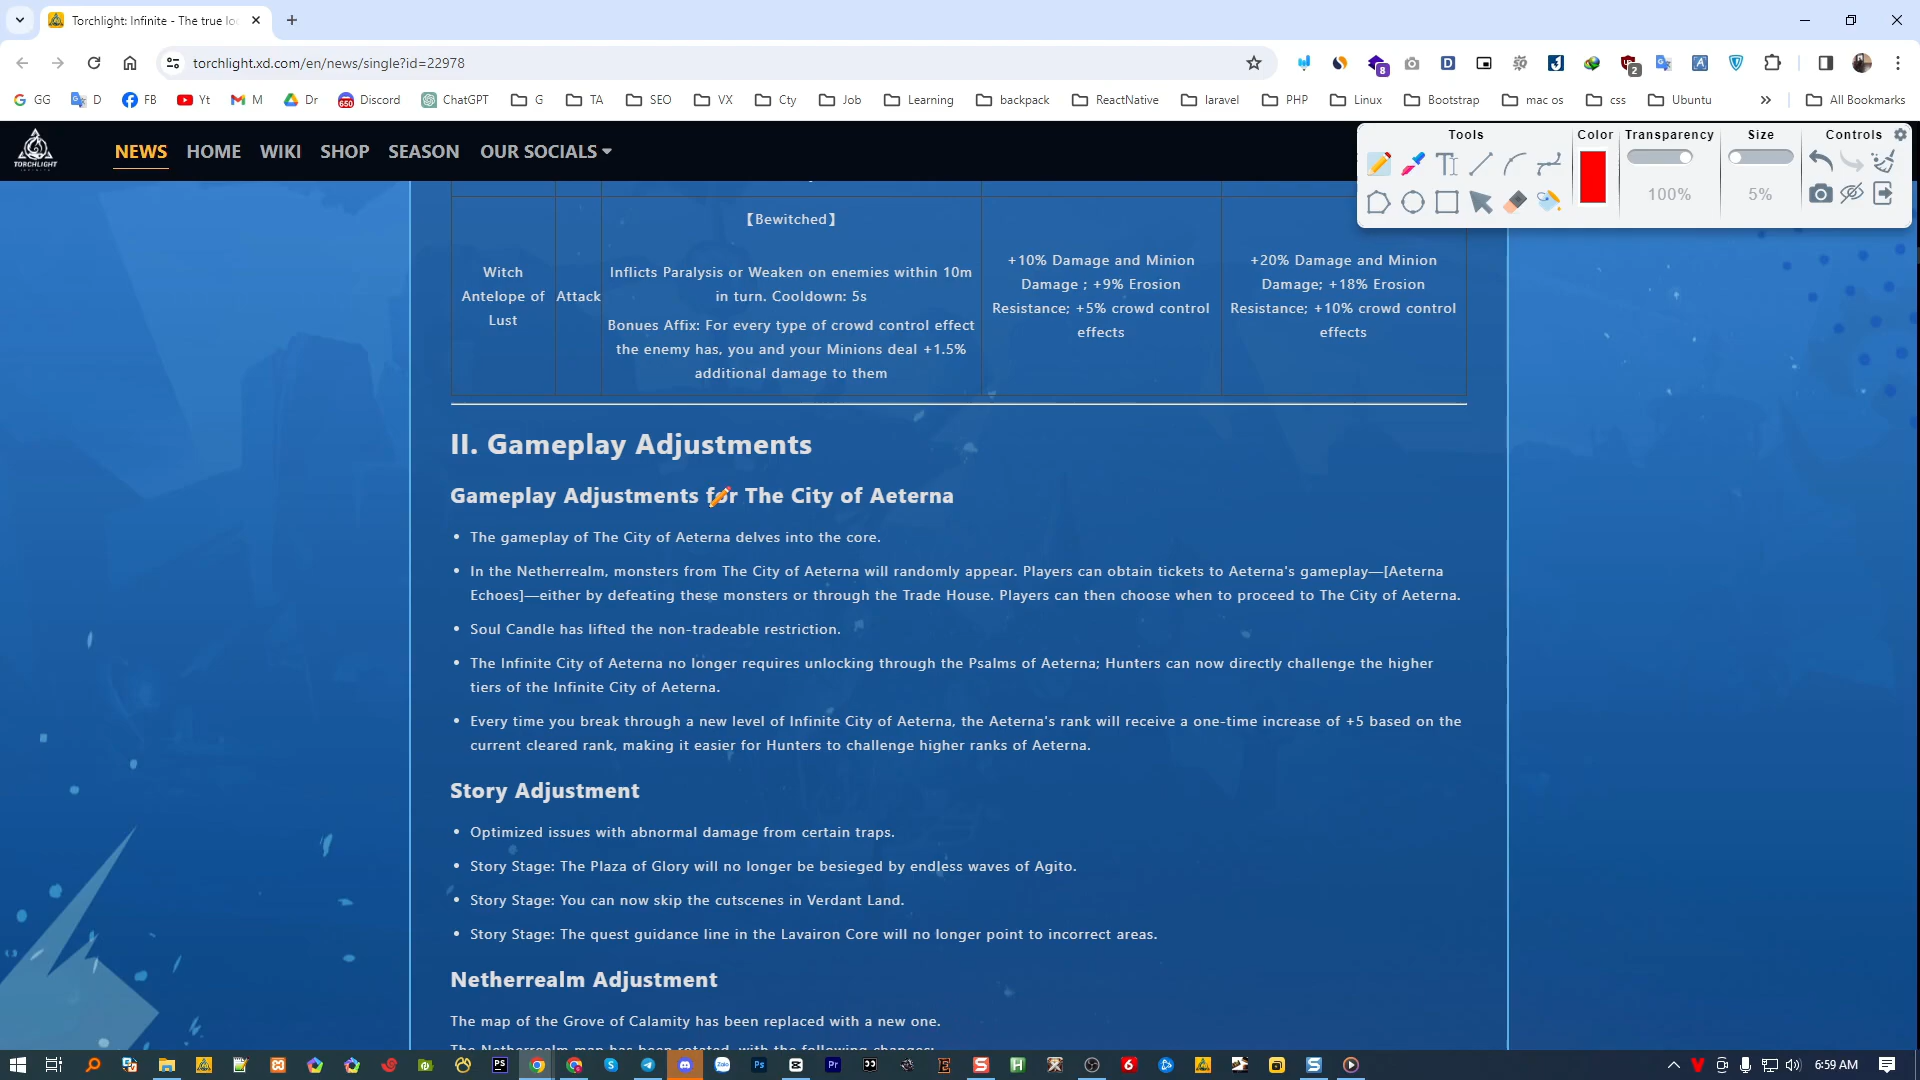 Torchlight: Infinite - The true lo
torchlight.xd.com/en/news/single?id=22978
GG
D
FB
Yt
M
Dr
Discord
ChatGPT
G
TA
SEO
VX
Cty
Job
Learning
backpack
ReactNative
laravel
PHP
Linux
Bootstrap
mac os
css
Ubuntu
All Bookmarks
TORCHLIGHT
NEWS
HOME
WIKI
SHOP
SEASON
OUR SOCIALS
Tools
Color
Transparency
Size
Controls
100%
5%
【Bewitched】
Witch
Antelope of
Lust
Attack
Inflicts Paralysis or Weaken on enemies within 10m
in turn. Cooldown: 5s
Bonues Affix: For every type of crowd control effect
the enemy has, you and your Minions deal +1.5%
additional damage to them
+10% Damage and Minion
Damage ; +9% Erosion
Resistance; +5% crowd control
effects
+20% Damage and Minion
Damage; +18% Erosion
Resistance; +10% crowd control
effects
II. Gameplay Adjustments
Gameplay Adjustments for The City of Aeterna
• The gameplay of The City of Aeterna delves into the core.
• In the Netherrealm, monsters from The City of Aeterna will randomly appear. Players can obtain tickets to Aeterna's gameplay—[Aeterna
Echoes]—either by defeating these monsters or through the Trade House. Players can then choose when to proceed to The City of Aeterna.
• Soul Candle has lifted the non-tradeable restriction.
• The Infinite City of Aeterna no longer requires unlocking through the Psalms of Aeterna; Hunters can now directly challenge the higher
tiers of the Infinite City of Aeterna.
• Every time you break through a new level of Infinite City of Aeterna, the Aeterna's rank will receive a one-time increase of +5 based on the
current cleared rank, making it easier for Hunters to challenge higher ranks of Aeterna.
Story Adjustment
• Optimized issues with abnormal damage from certain traps.
• Story Stage: The Plaza of Glory will no longer be besieged by endless waves of Agito.
• Story Stage: You can now skip the cutscenes in Verdant Land.
• Story Stage: The quest guidance line in the Lavairon Core will no longer point to incorrect areas.
Netherrealm Adjustment
The map of the Grove of Calamity has been replaced with a new one.
The Netherrealm map has been rotated, with the following changes:
6:59 AM